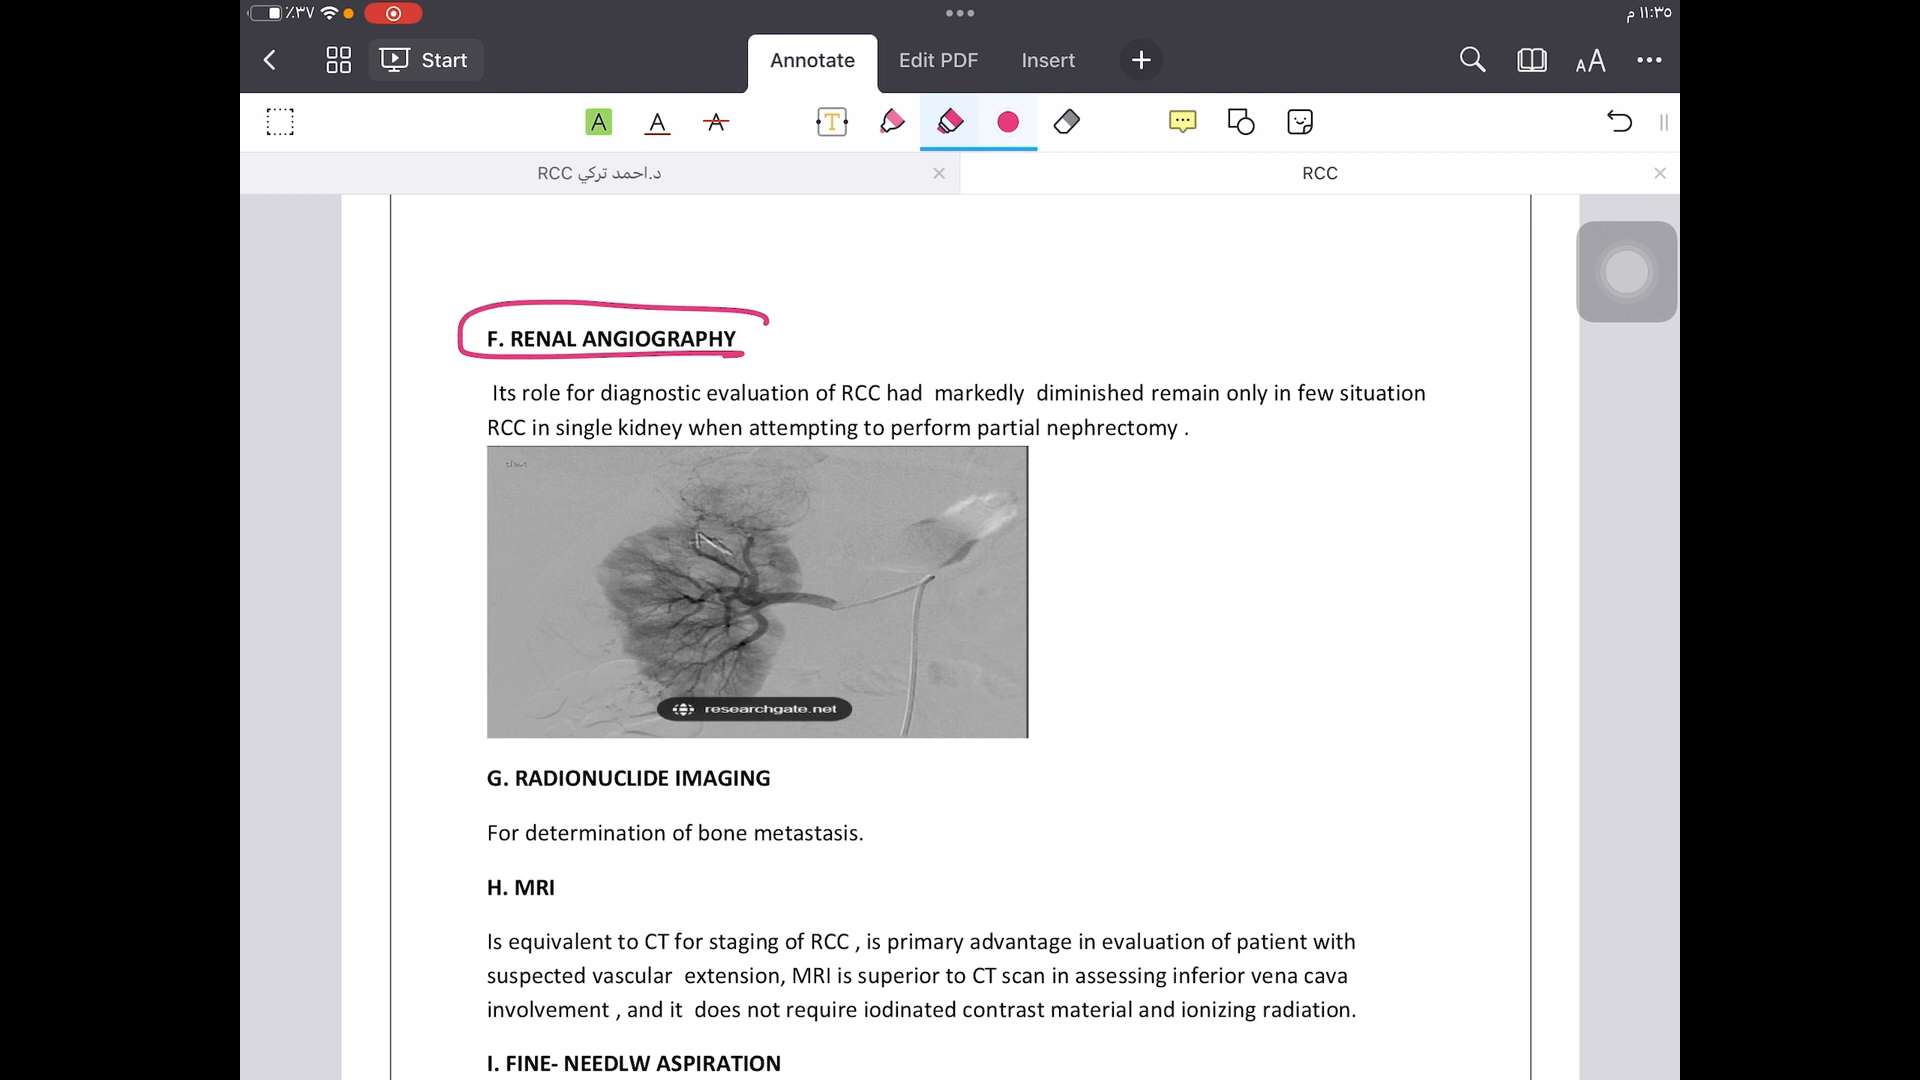 ٪٣٧
١١:٣٥ م
Start
Annotate
Edit PDF
Insert
AA
A A A T
RCC د.احمد تركي
RCC
F. RENAL ANGIOGRAPHY
Its role for diagnostic evaluation of RCC had markedly diminished remain only in few situation
RCC in single kidney when attempting to perform partial nephrectomy .
researchgate.net
G. RADIONUCLIDE IMAGING
For determination of bone metastasis.
H. MRI
Is equivalent to CT for staging of RCC , is primary advantage in evaluation of patient with
suspected vascular extension, MRI is superior to CT scan in assessing inferior vena cava
involvement , and it does not require iodinated contrast material and ionizing radiation.
I. FINE- NEEDLW ASPIRATION